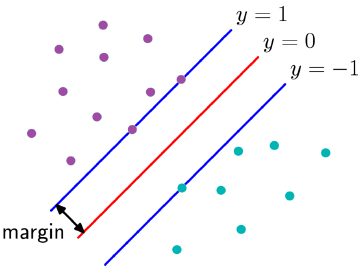 y = 1
y = 0
y = −1
margin